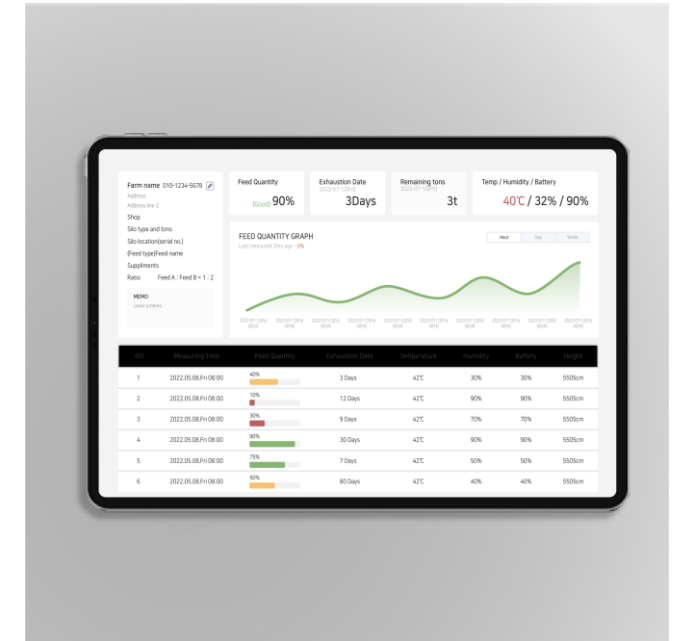 Farm name 010-1234-5678
Address
Address line 2
Shop
Silo type and tons
Silo location(serial no.)
(Feed type)Feed name
Suppliments
Ratio Feed A : Feed B = 1 : 2
MEMO
Leave a memo
Feed Quantity
(Good) 90%
Exhaustion Date
3Days
Remaining tons
3t
Temp / Humidity / Battery
40℃ / 32% / 90%
FEED QUANTITY GRAPH
Hour Day Week
NO Measuring Time Feed Quantity Exhaustion Date Temperature Humidity Battery Height
1 2022.05.08.Fri 08:00 40% 3 Days 42℃ 30% 30% 5505cm
2 2022.05.08.Fri 08:00 10% 12 Days 42℃ 90% 90% 5505cm
3 2022.05.08.Fri 08:00 30% 9 Days 42℃ 70% 70% 5505cm
4 2022.05.08.Fri 08:00 90% 30 Days 42℃ 90% 90% 5505cm
5 2022.05.08.Fri 08:00 75% 7 Days 42℃ 50% 50% 5505cm
6 2022.05.08.Fri 08:00 50% 80 Days 42℃ 40% 40% 5505cm